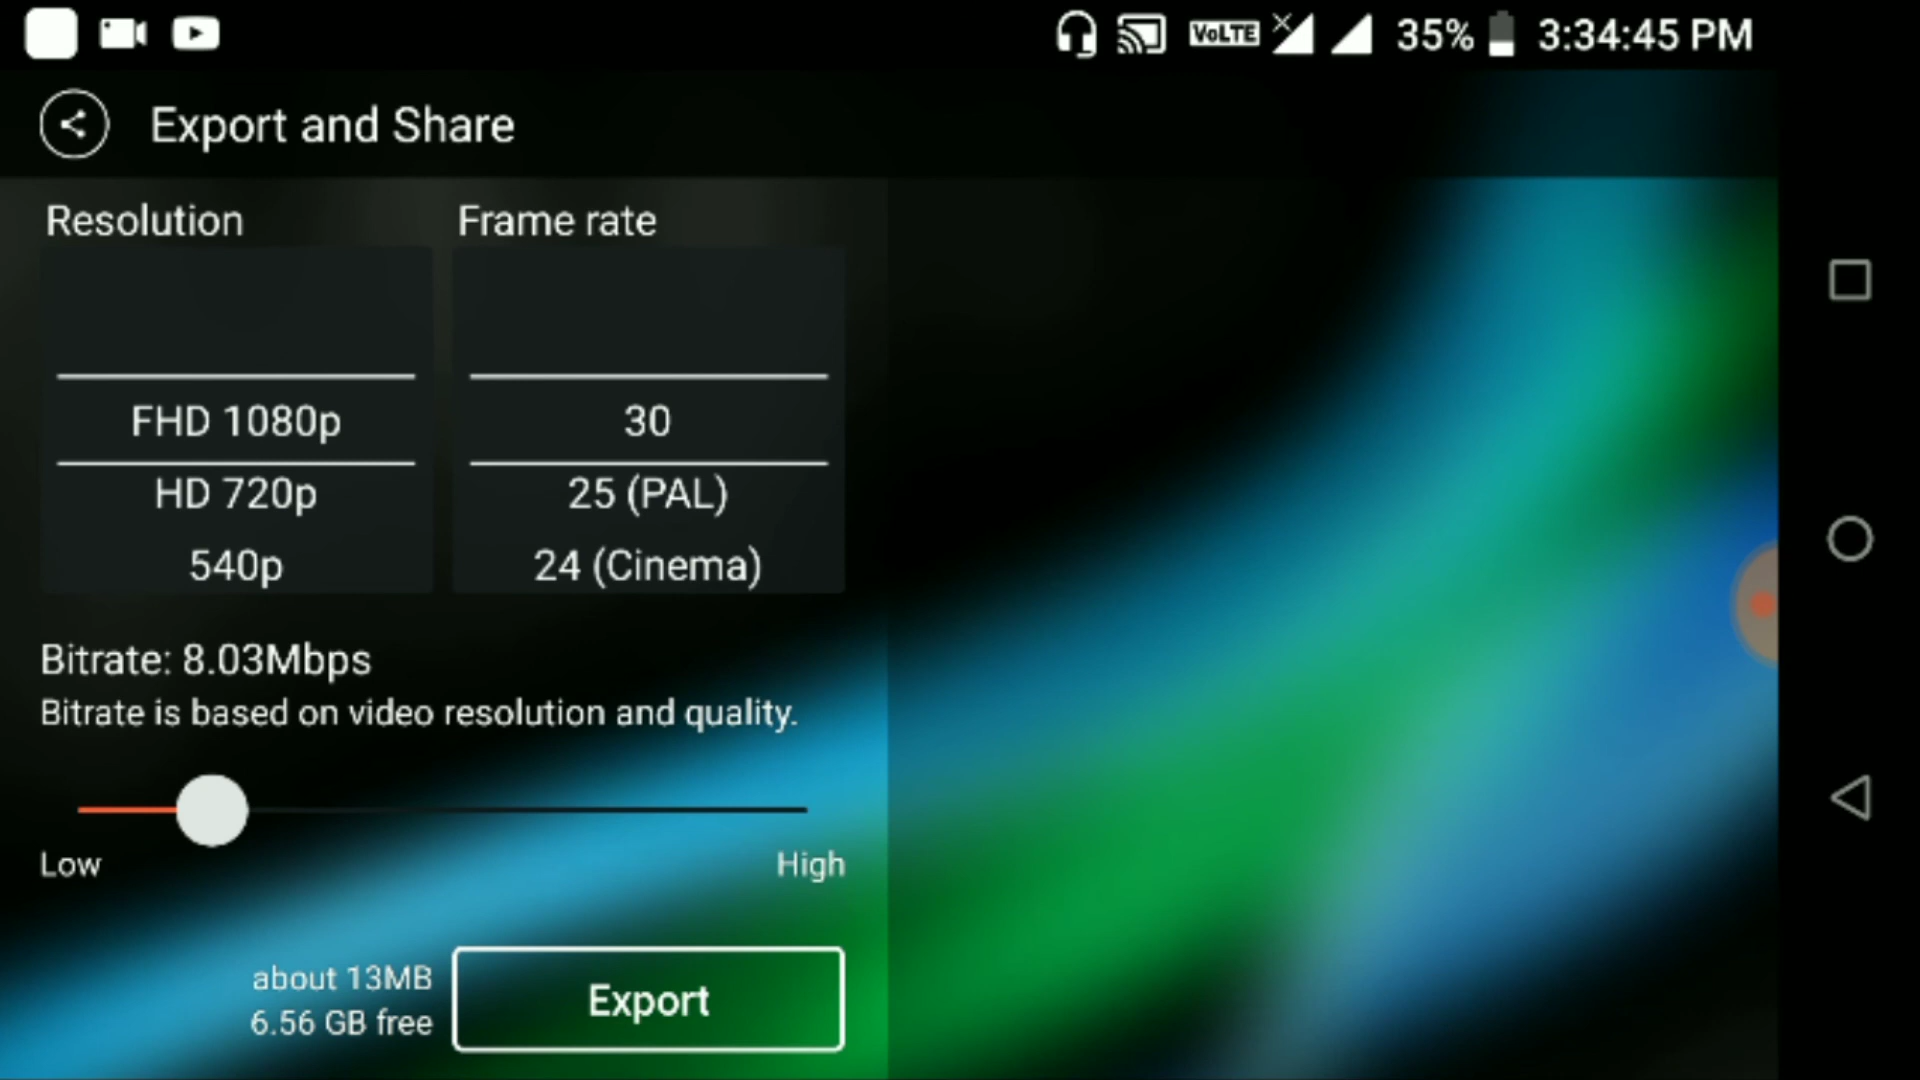 VoLTE 35% 3:34:45 PM
Export and Share
Resolution
Frame rate
FHD 1080p
HD 720p
540p
30
25 (PAL)
24 (Cinema)
Bitrate: 8.03Mbps
Bitrate is based on video resolution and quality.
Low
High
about 13MB
6.56 GB free
Export